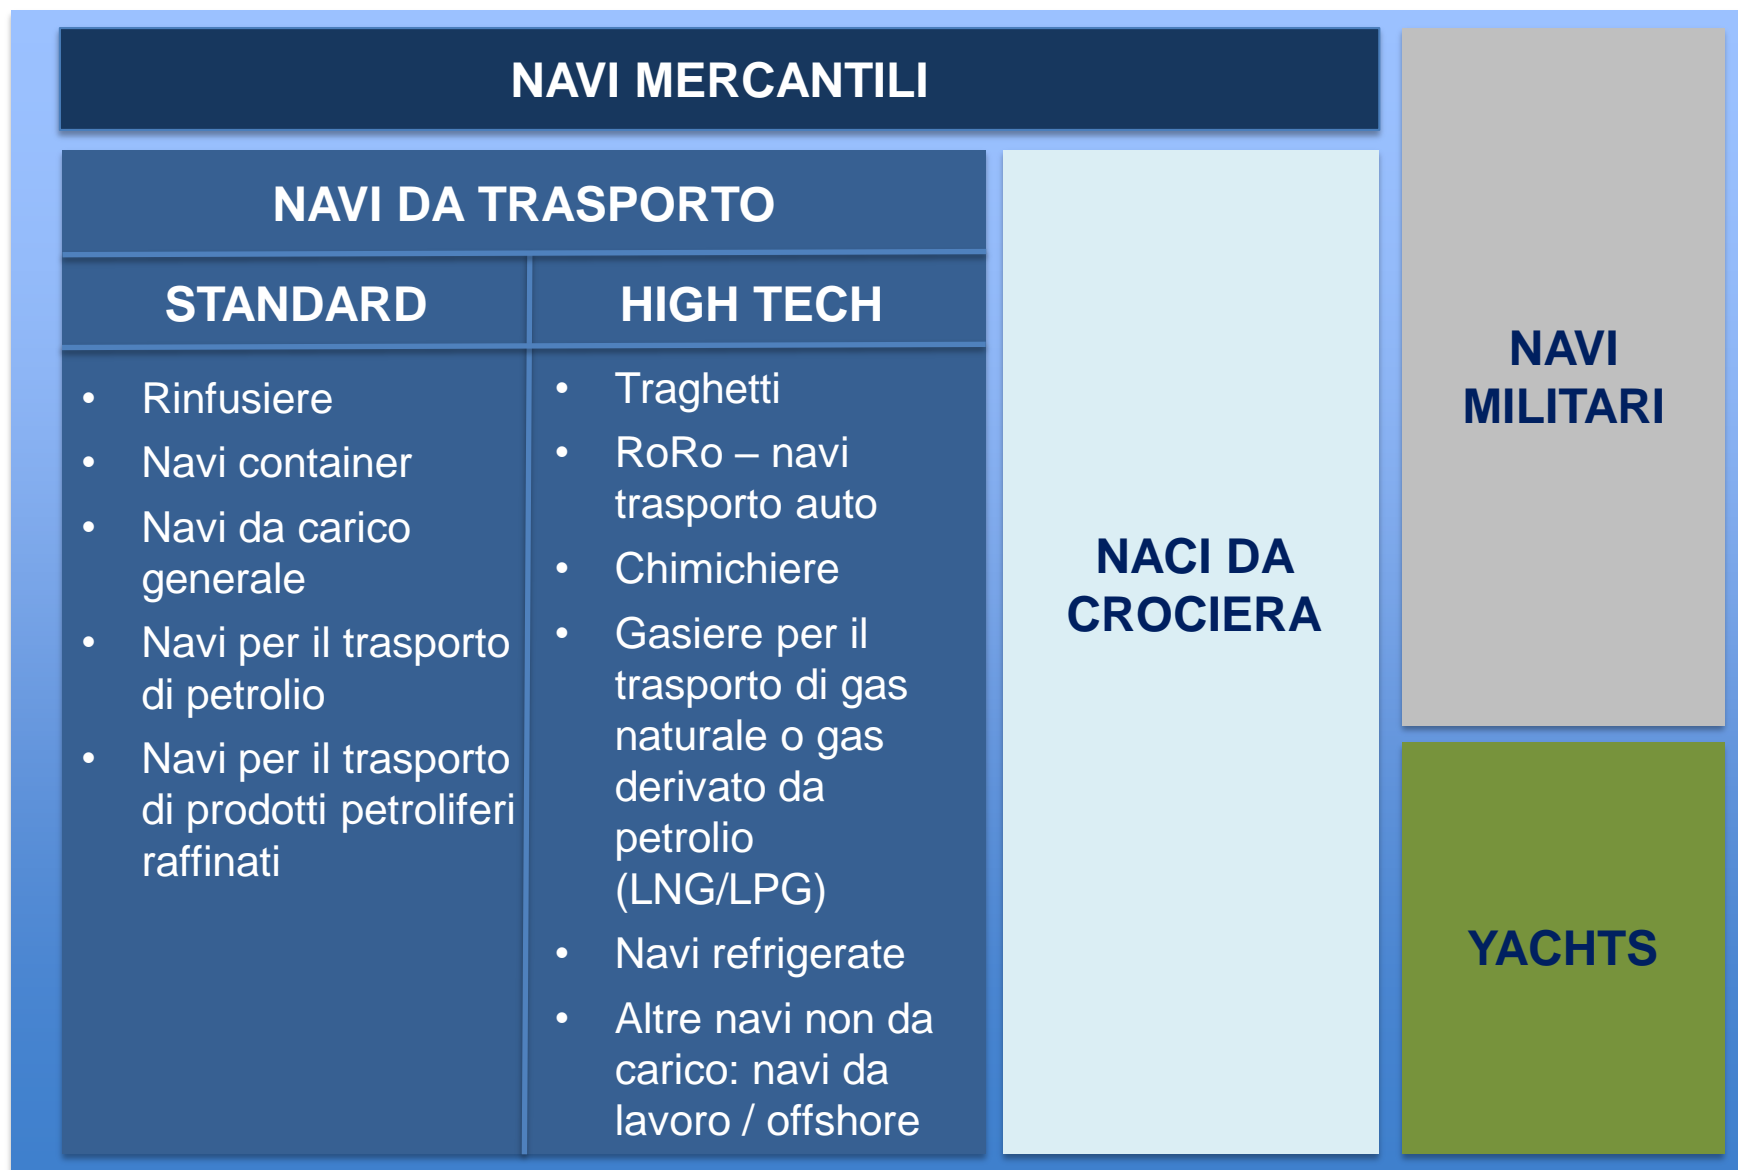 NAVI MERCANTILI
NAVI DA TRASPORTO
STANDARD
• Rinfusiere
• Navi container
• Navi da carico
generale
• Navi per il trasporto
di petrolio
• Navi per il trasporto
di prodotti petroliferi
raffinati
HIGH TECH
• Traghetti
• RoRo – navi
trasporto auto
• Chimichiere
• Gasiere per il
trasporto di gas
naturale o gas
derivato da
petrolio
(LNG/LPG)
• Navi refrigerate
• Altre navi non da
carico: navi da
lavoro / offshore
NACI DA
CROCIERA
NAVI
MILITARI
YACHTS